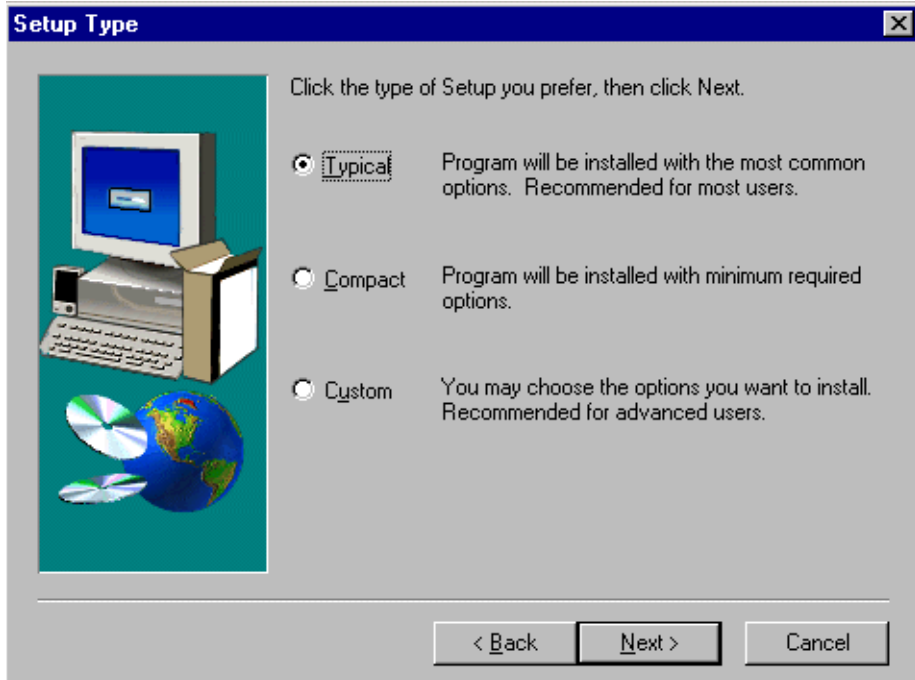 Setup Type
Click the type of Setup you prefer, then click Next.
Typical
Program will be installed with the most common
options.  Recommended for most users.
Compact
Program will be installed with minimum required
options.
Custom
You may choose the options you want to install.
Recommended for advanced users.
< Back
Next >
Cancel